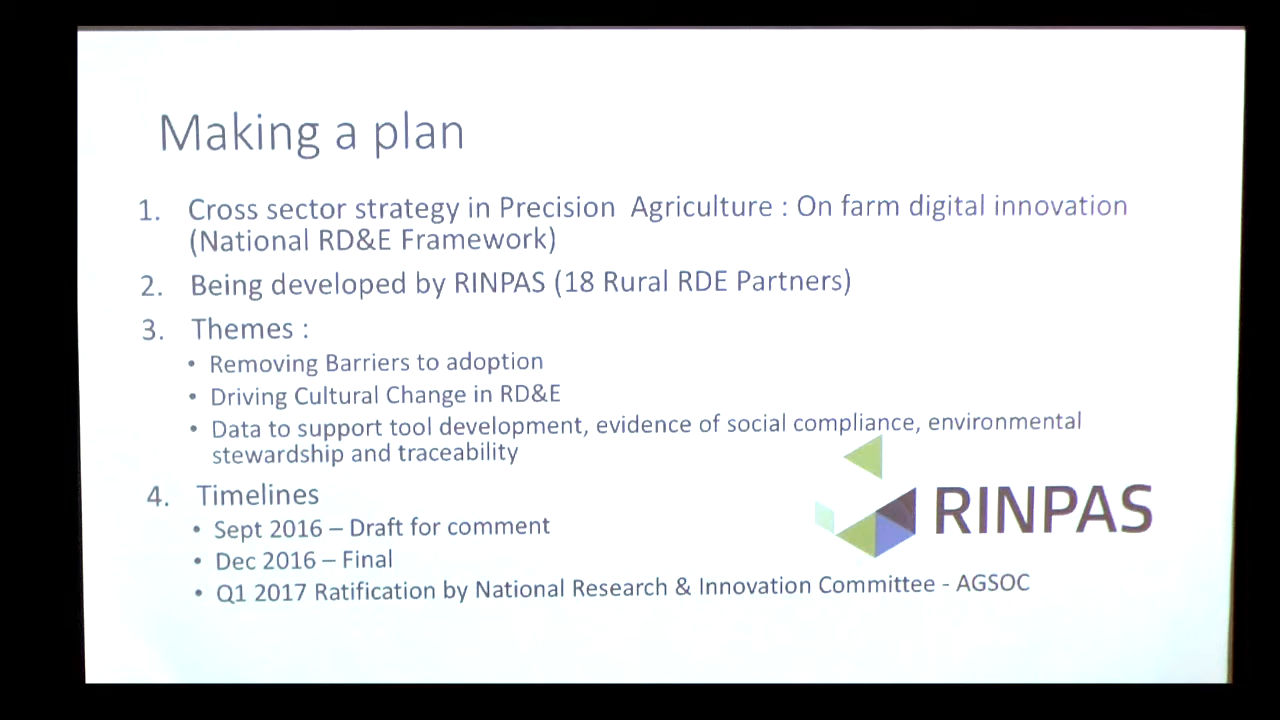 Making a plan
1. Cross sector strategy in Precision Agriculture : On farm digital innovation
(National RD&E Framework)
2. Being developed by RINPAS (18 Rural RDE Partners)
3. Themes :
• Removing Barriers to adoption
• Driving Cultural Change in RD&E
• Data to support tool development, evidence of social compliance, environmental
stewardship and traceability
RINPAS
4. Timelines
• Sept 2016 – Draft for comment
• Dec 2016 – Final
• Q1 2017 Ratification by National Research & Innovation Committee - AGSOC